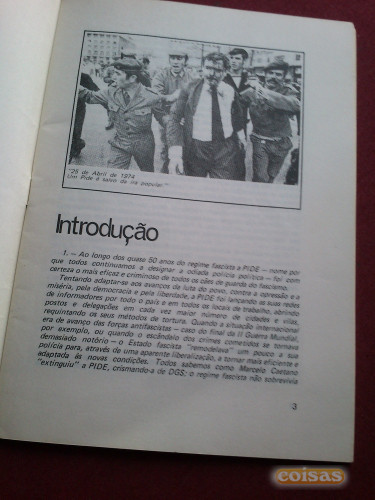 "25 de Abril de 1974
Um Pide é salvo da ira popular."
Introdução
1. — Ao longo dos quase 50 anos do regime fascista a PIDE — nome por
que todos continuamos a designar a odiada polícia política — foi com
certeza o mais eficaz e criminoso de todos os cães de guarda do fascismo.
Tentando adaptar-se aos avanços da luta do povo, contra a opressão e a
miséria, pela democracia e pela liberdade, a PIDE foi lançando as suas redes
de informadores por todo o país e em todos os locais de trabalho, abrindo
postos e delegações em cada vez maior número de cidades e vilas,
requintando os seus métodos de tortura. Quando a situação internacional
era de avanço das forças antifascistas — caso do final da II Guerra Mundial,
por exemplo, ou quando o escândalo dos crimes cometidos se tornava
demasiado notório — o Estado fascista "remodelava" um pouco a sua
polícia para, através de uma aparente liberalização, a tornar mais eficiente e
adaptada às novas condições. Todos sabemos como Marcelo Caetano
"extinguiu" a PIDE, crismando-a de DGS; o regime fascista não sobrevivia
3
coisas